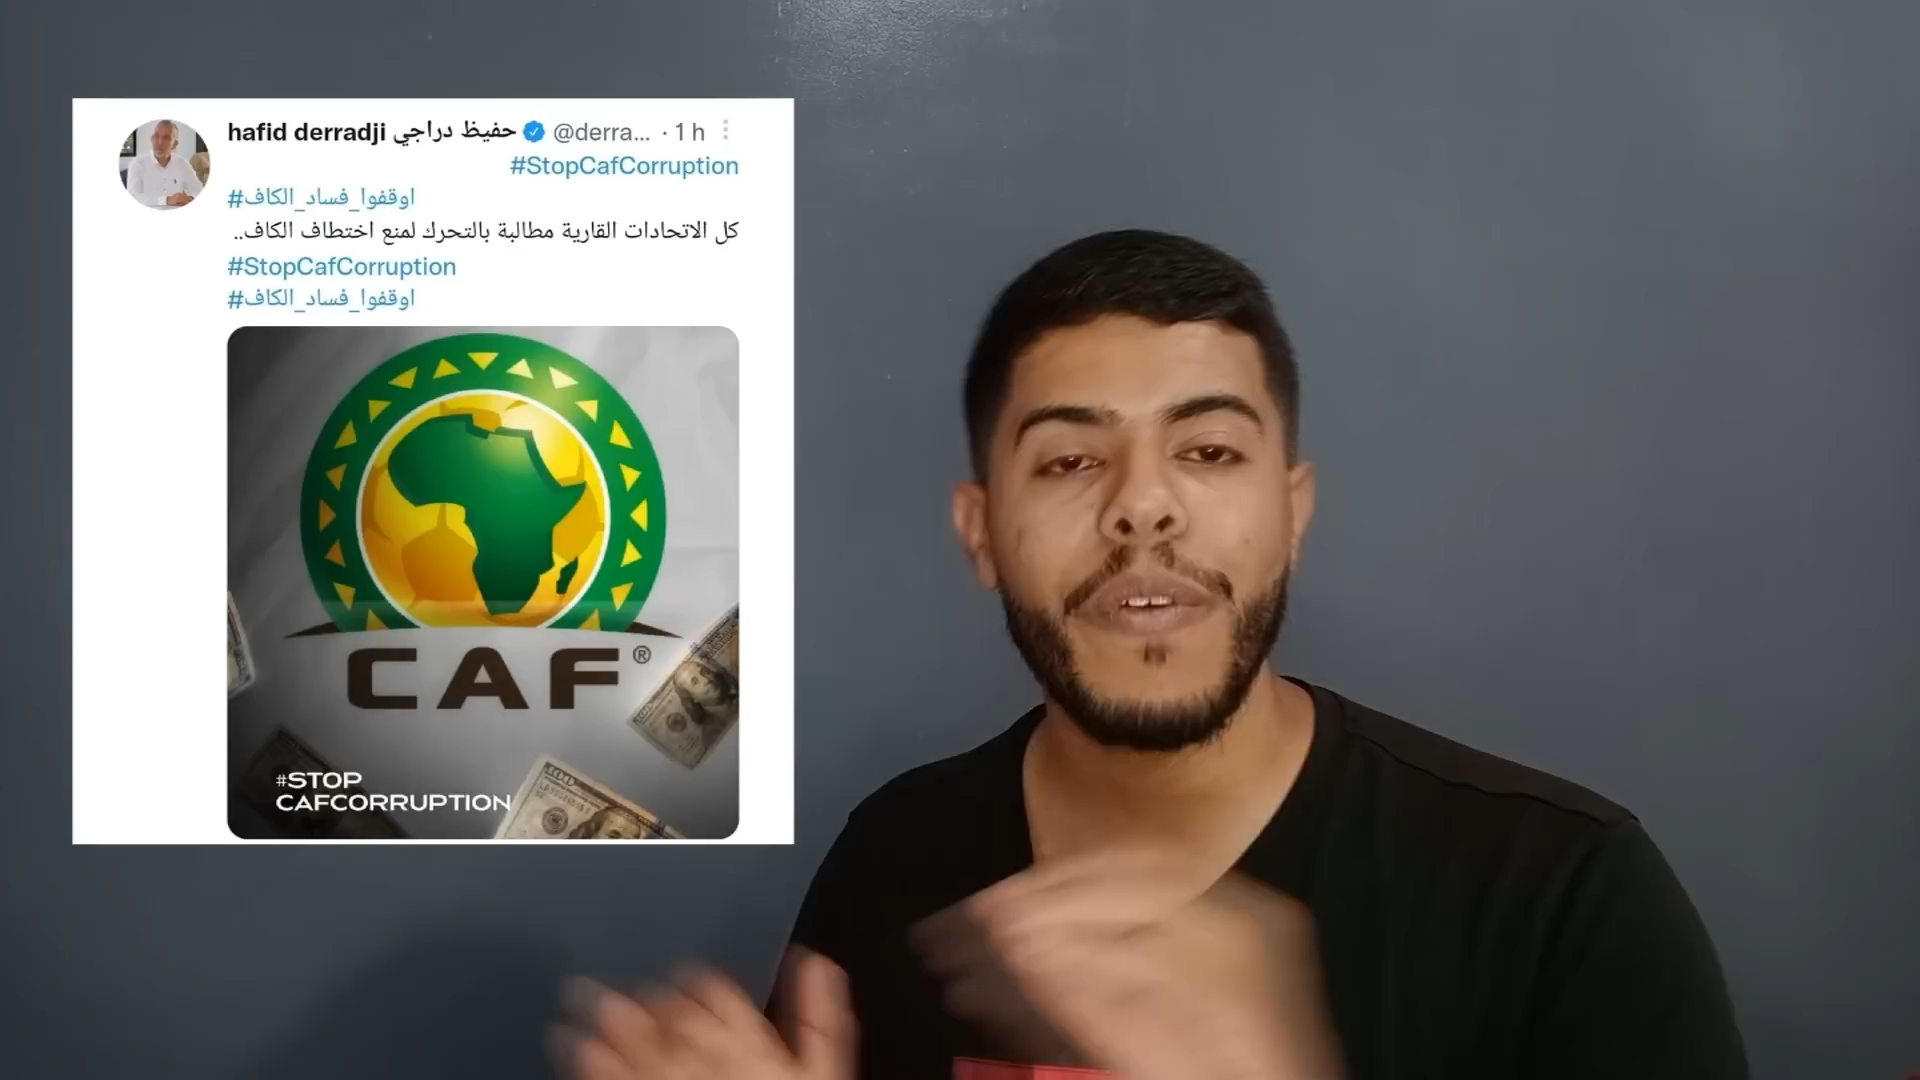 hafid derradji حفيظ دراجي @derra... · 1 h
#StopCafCorruption
#اوقفوا_فساد_الكاف
كل الاتحادات القارية مطالبة بالتحرك لمنع اختطاف الكاف..
#StopCafCorruption
#اوقفوا_فساد_الكاف
CAF®
#STOP
CAFCORRUPTION
100